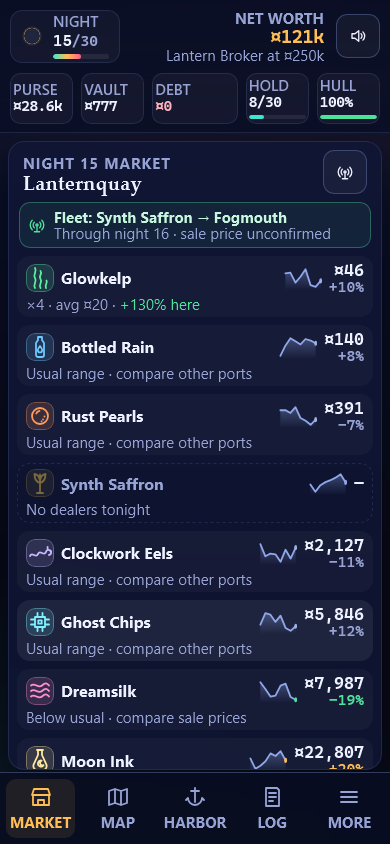 NIGHT
15/30
NET WORTH
¤121k
Lantern Broker at ¤250k
PURSE
¤28.6k
VAULT
¤777
DEBT
¤0
HOLD
8/30
HULL
100%
NIGHT 15 MARKET
Lanternquay
Fleet: Synth Saffron → Fogmouth
Through night 16 · sale price unconfirmed
Glowkelp
¤46
+10%
×4 · avg ¤20 · +130% here
Bottled Rain
¤140
+8%
Usual range · compare other ports
Rust Pearls
¤391
−7%
Usual range · compare other ports
Synth Saffron
–
No dealers tonight
Clockwork Eels
¤2,127
−11%
Usual range · compare other ports
Ghost Chips
¤5,846
+12%
Usual range · compare other ports
Dreamsilk
¤7,987
−19%
Below usual · compare sale prices
Moon Ink
¤22,807
+20%
MARKET
MAP
HARBOR
LOG
MORE